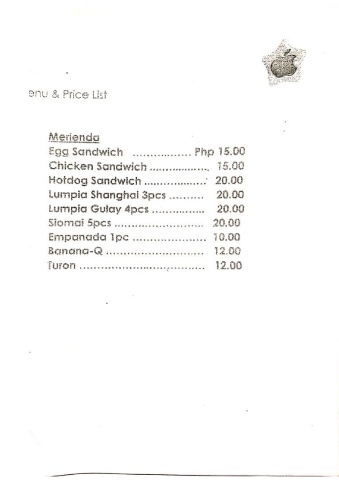 enu & Price List
Merienda
Egg Sandwich ................. Php 15.00
Chicken Sandwich ................. 15.00
Hotdog Sandwich .................. 20.00
Lumpia Shanghai 3pcs .......... 20.00
Lumpia Gulay 4pcs ............... 20.00
Siomai 5pcs .......................... 20.00
Empanada 1pc ..................... 10.00
Banana-Q ............................ 12.00
Turon ................................... 12.00